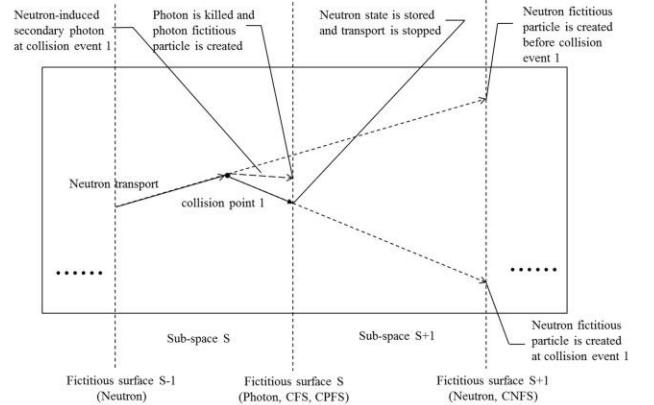 Neutron-induced
secondary photon
at collision event 1
Photon is killed and
photon fictitious
particle is created
Neutron state is stored
and transport is stopped
Neutron fictitious
particle is created
before collision
event 1
Neutron transport
collision point 1
......
......
Sub-space S
Sub-space S+1
Neutron fictitious
particle is created
at collision event 1
Fictitious surface S-1
(Neutron)
Fictitious surface S
(Photon, CFS, CPFS)
Fictitious surface S+1
(Neutron, CNFS)